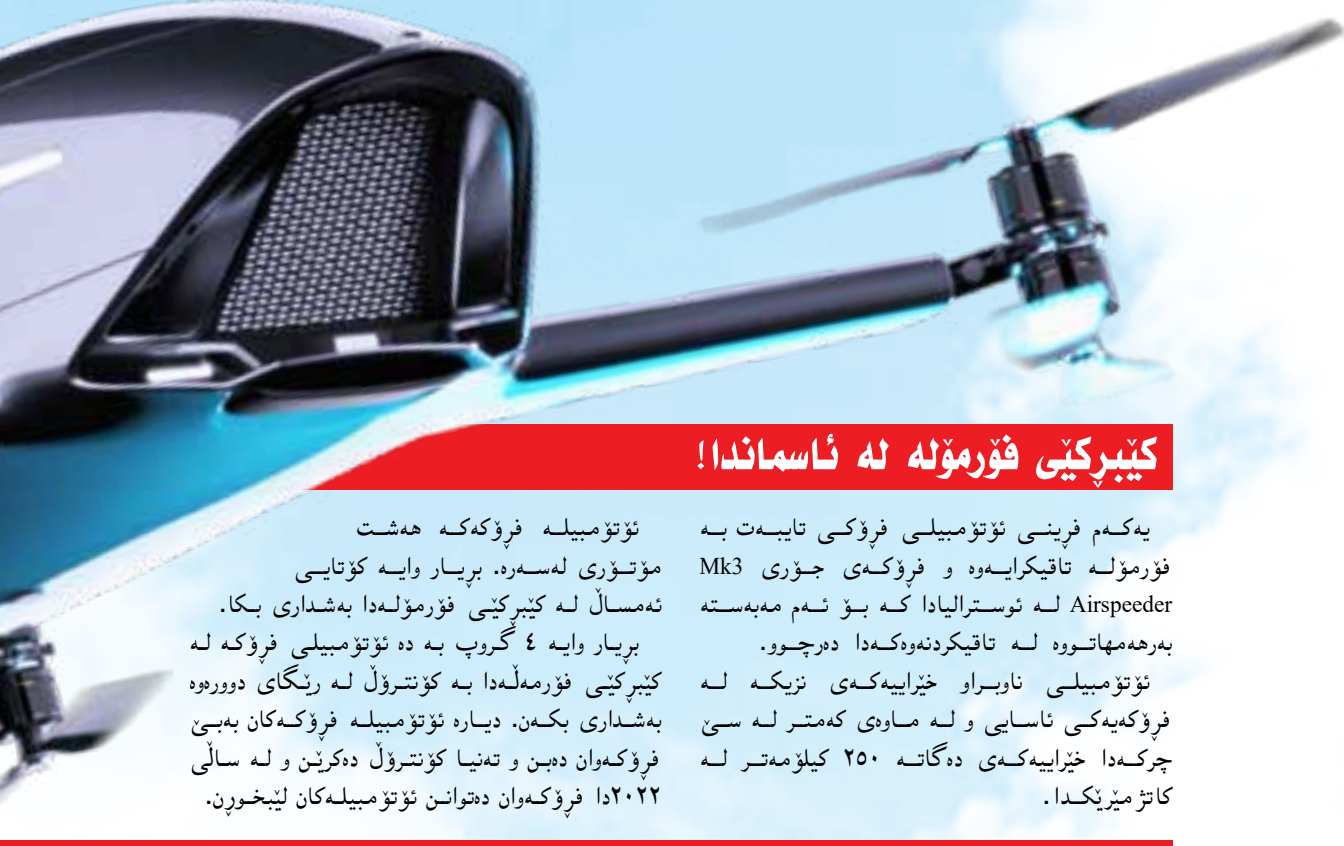 کێبڕکێی فۆرمۆلە لە ئاسماندا!
یەکەم فڕینی ئۆتۆمبیلی فڕۆکی تایبەت بە
فۆرمۆلە تاقیکرایەوە و فڕۆکەی جۆری Mk3
Airspeeder لە ئوسترالیادا کە بۆ ئەم مەبەستە
بەرهەمهاتووە لە تاقیکردنەوەکەدا دەرچوو.
ئۆتۆمبیلی ناوبراو خێراییەکەی نزیکە لە
فڕۆکەیەکی ئاسایی و لە ماوەی کەمتر لە سێ
چرکەدا خێراییەکەی دەگاتە ٢٥٠ کیلۆمەتر لە
کاتژمێرێکدا.
ئۆتۆمبیلە فڕۆکەکە هەشت
مۆتۆری لەسەرە. بڕیار وایە کۆتایی
ئەمساڵ لە کێبڕکێی فۆرمۆلەدا بەشداری بکا.
بڕیار وایە ٤ گروپ بە دە ئۆتۆمبیلی فڕۆکە لە
کێبڕکێی فۆرمەڵەدا بە کۆنترۆڵ لە رێگای دوورەوە
بەشداری بکەن. دیارە ئۆتۆمبیلە فڕۆکەکان بەبێ
فڕۆکەوان دەبن و تەنیا کۆنترۆڵ دەکرێن و لە ساڵی
٢٠٢٢دا فڕۆکەوان دەتوانن ئۆتۆمبیلەکان لێبخوڕن.